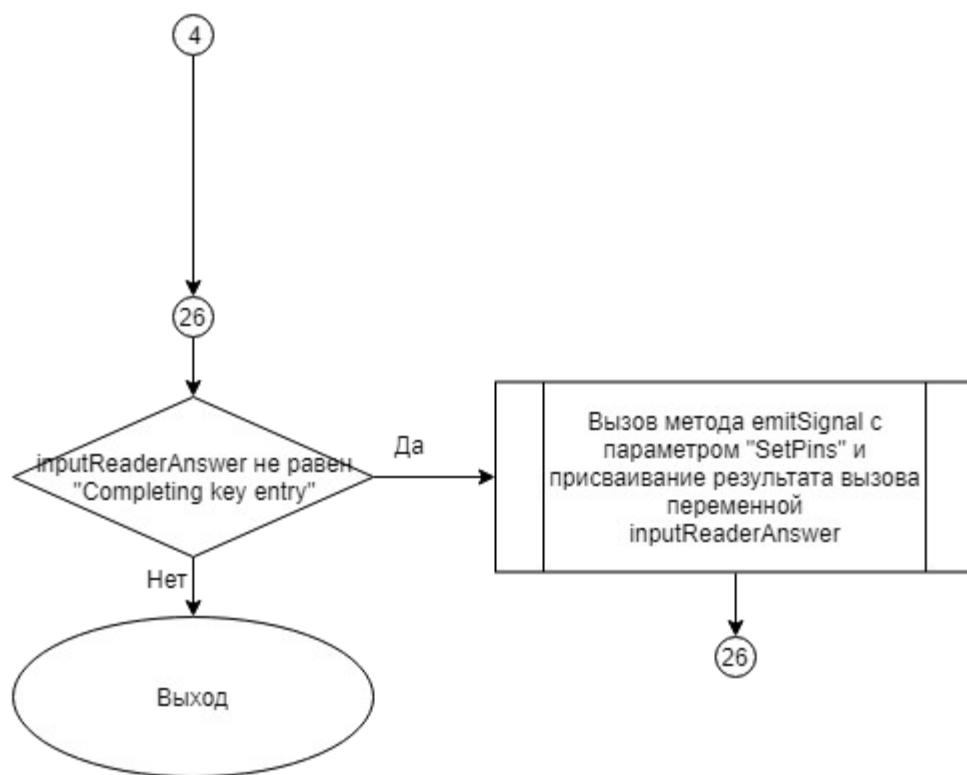 4
26
inputReaderAnswer не равен
"Completing key entry"
Да
Вызов метода emitSignal с
параметром "SetPins" и
присваивание результата вызова
переменной
inputReaderAnswer
Нет
26
Выход